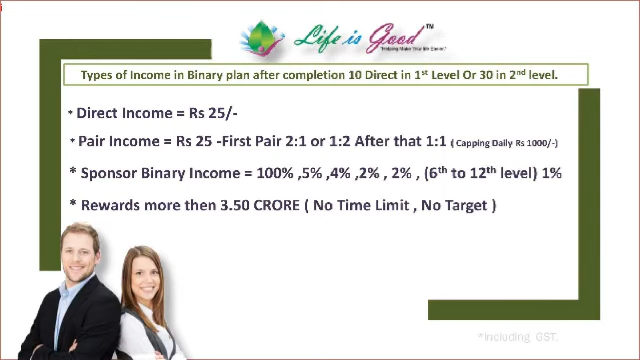 Life is Good™
"Helping Make Your life Easier."
Types of Income in Binary plan after completion 10 Direct in 1st Level Or 30 in 2nd level.
* Direct Income = Rs 25/-
* Pair Income = Rs 25 -First Pair 2:1 or 1:2 After that 1:1 ( Capping Daily Rs 1000/-)
* Sponsor Binary Income = 100% ,5% ,4% ,2% , 2% , (6th to 12th level) 1%
* Rewards more then 3.50 CRORE ( No Time Limit , No Target )
*Including GST.